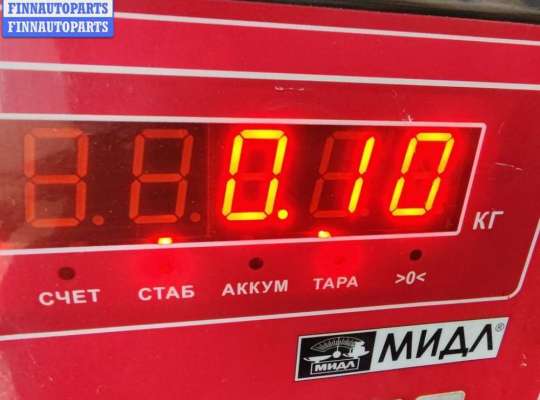 FINNAUTOPARTS
FINNAUTOPARTS
0.10
КГ
СЧЕТ СТАБ АККУМ ТАРА >0<
МИДЛ МИДЛ®